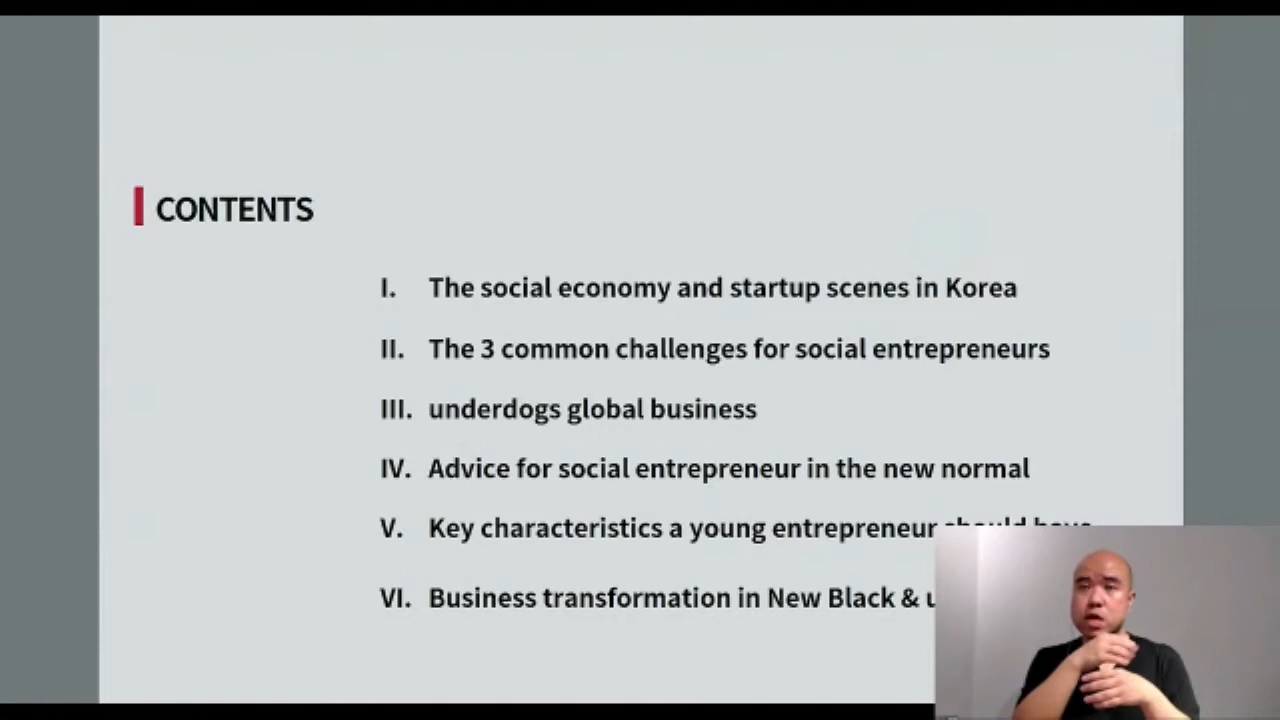 CONTENTS
I. The social economy and startup scenes in Korea
II. The 3 common challenges for social entrepreneurs
III. underdogs global business
IV. Advice for social entrepreneur in the new normal
V. Key characteristics a young entrepreneur should have
VI. Business transformation in New Black &